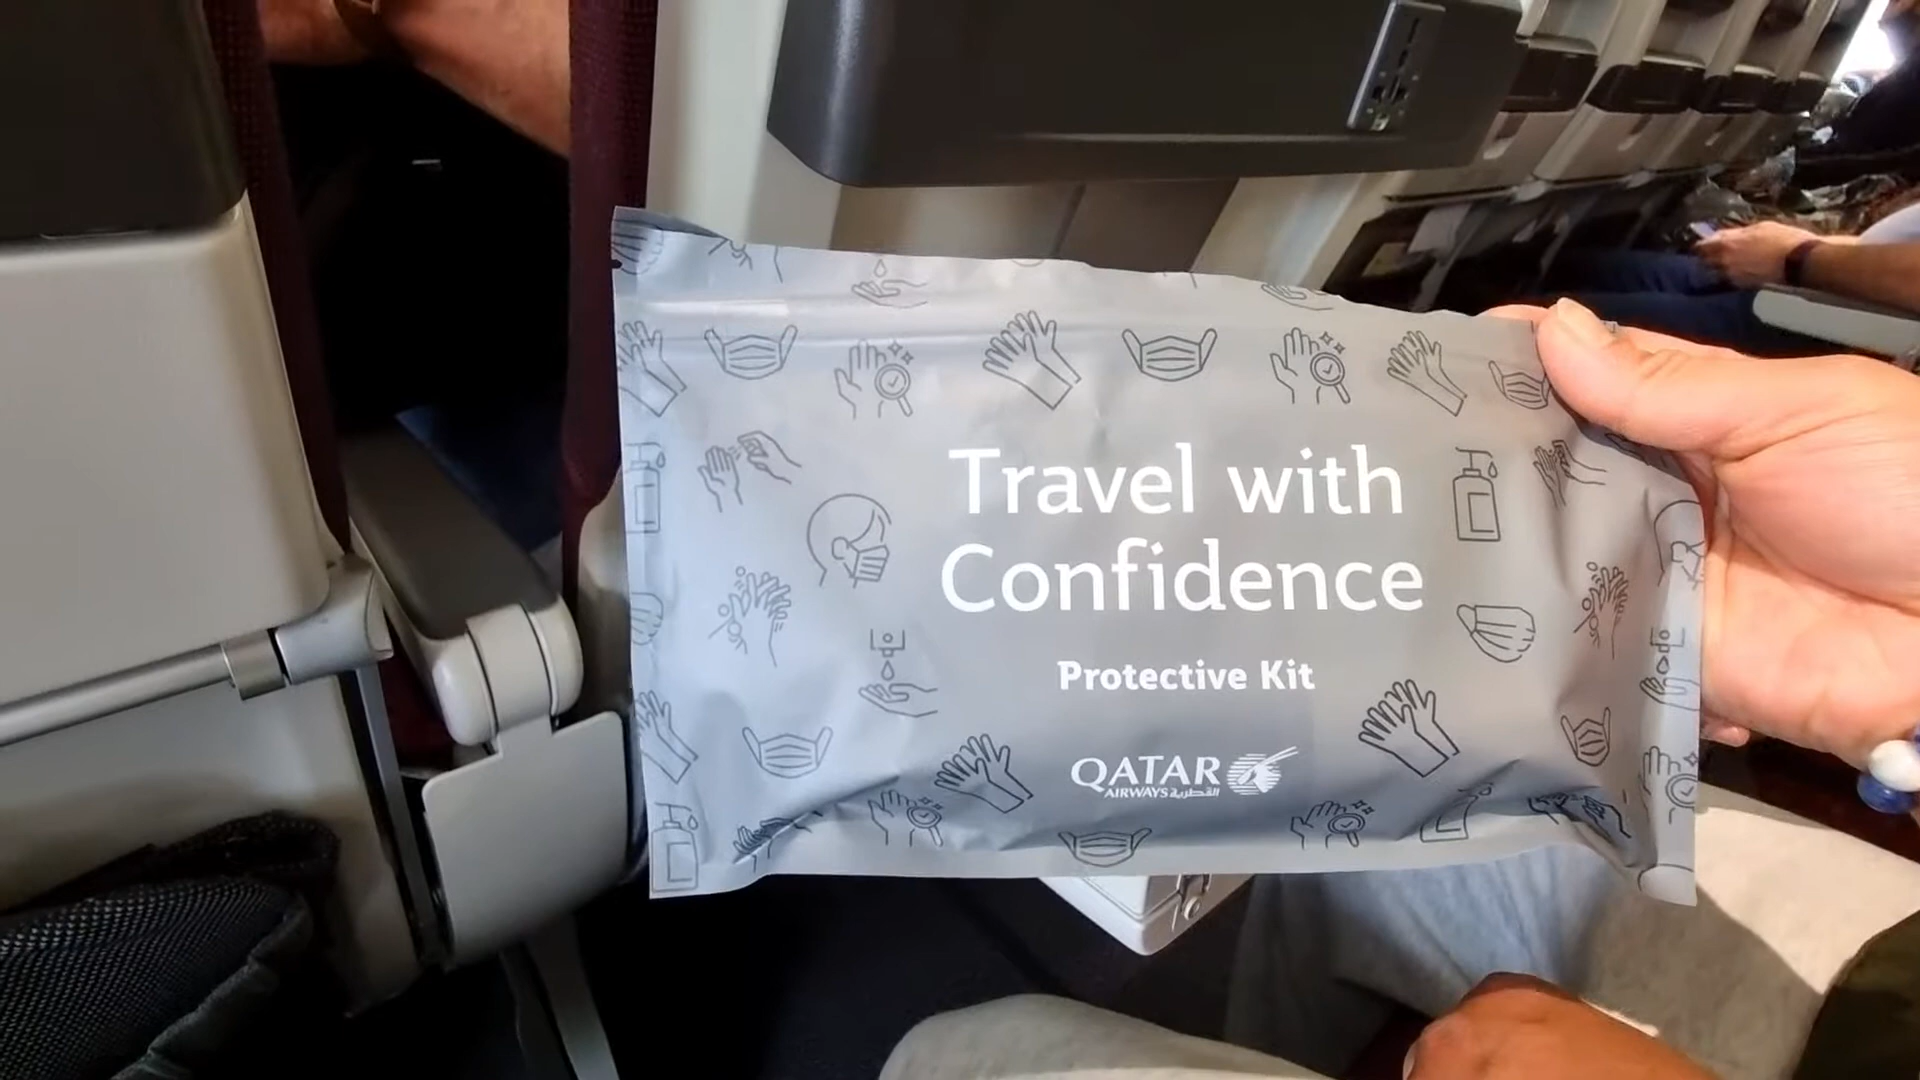 Travel with
Confidence
Protective Kit
QATAR
AIRWAYS القطرية